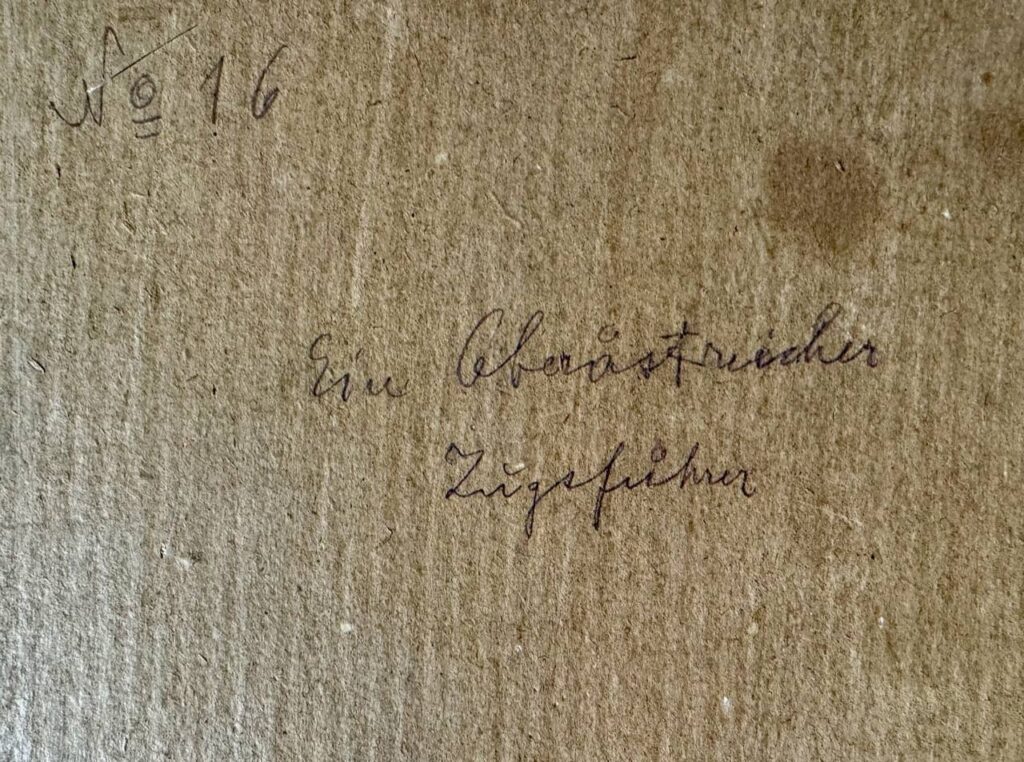 № 16
Ein Oberöstreicher
Zugsführer